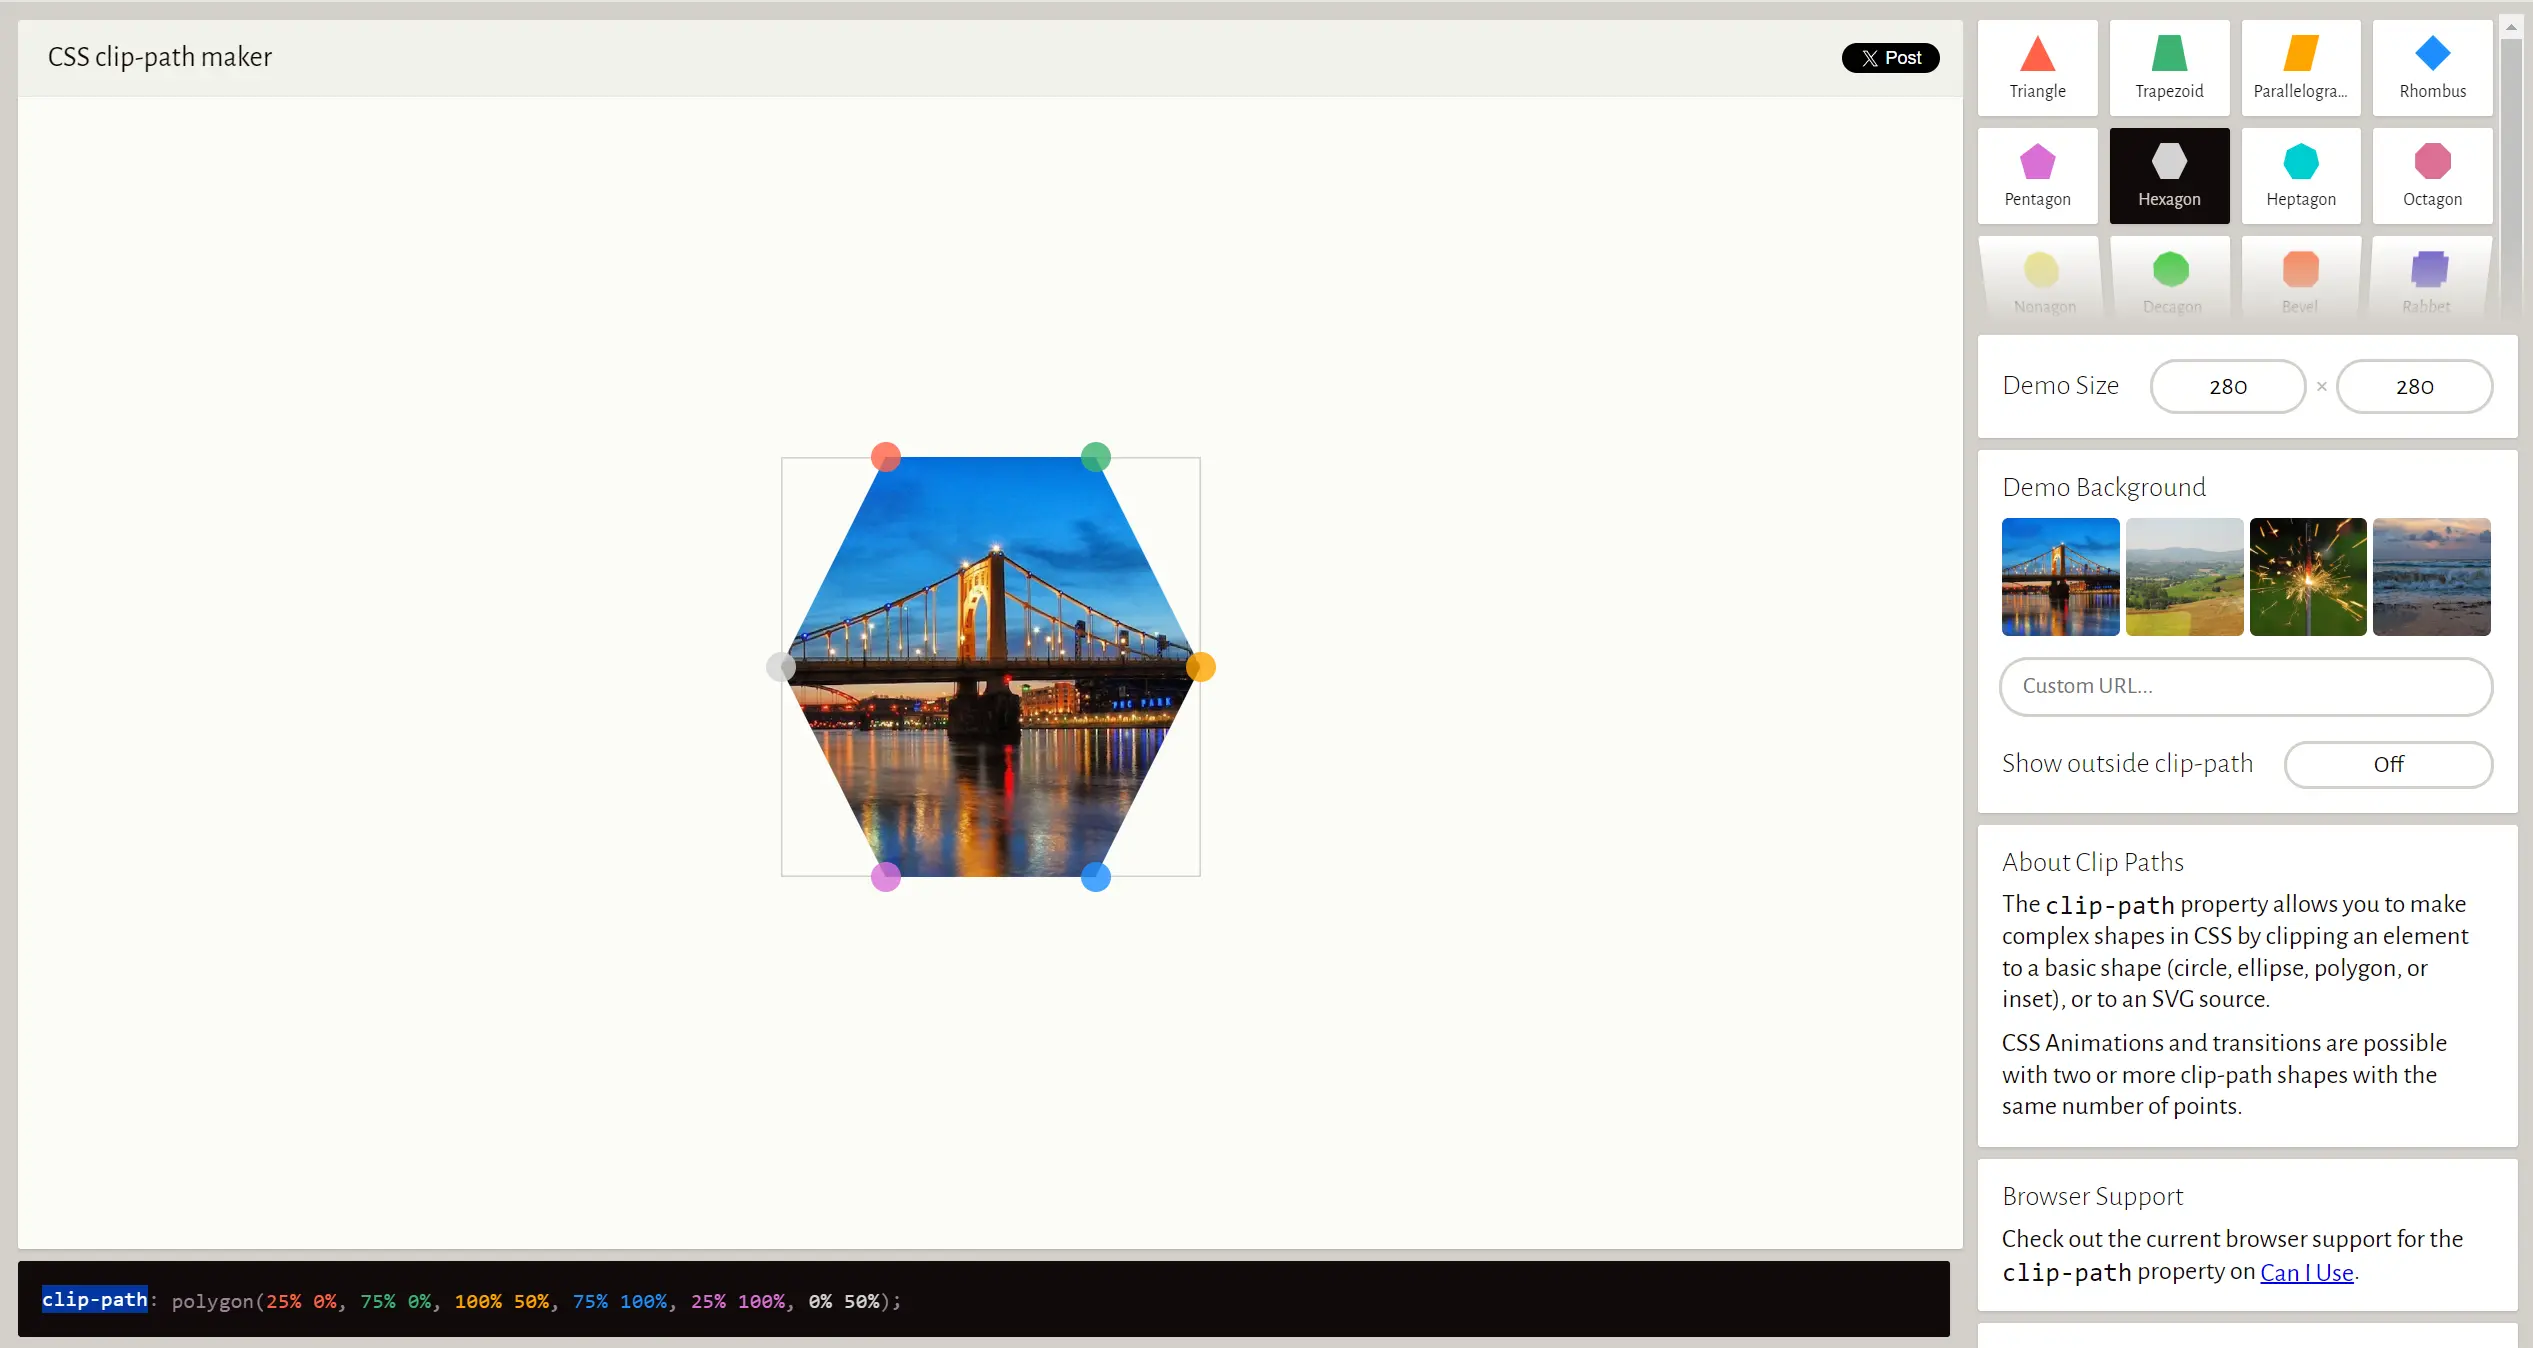 CSS clip-path maker
Post
Triangle
Trapezoid
Parallelogra...
Rhombus
Pentagon
Hexagon
Heptagon
Octagon
Nonagon
Decagon
Bevel
Rabbet
Demo Size
280
×
280
Demo Background
PNC PARK
Custom URL...
Show outside clip-path
Off
About Clip Paths
The clip-path property allows you to make
complex shapes in CSS by clipping an element
to a basic shape (circle, ellipse, polygon, or
inset), or to an SVG source.
CSS Animations and transitions are possible
with two or more clip-path shapes with the
same number of points.
Browser Support
Check out the current browser support for the
clip-path property on Can I Use.
clip-path: polygon(25% 0%, 75% 0%, 100% 50%, 75% 100%, 25% 100%, 0% 50%);